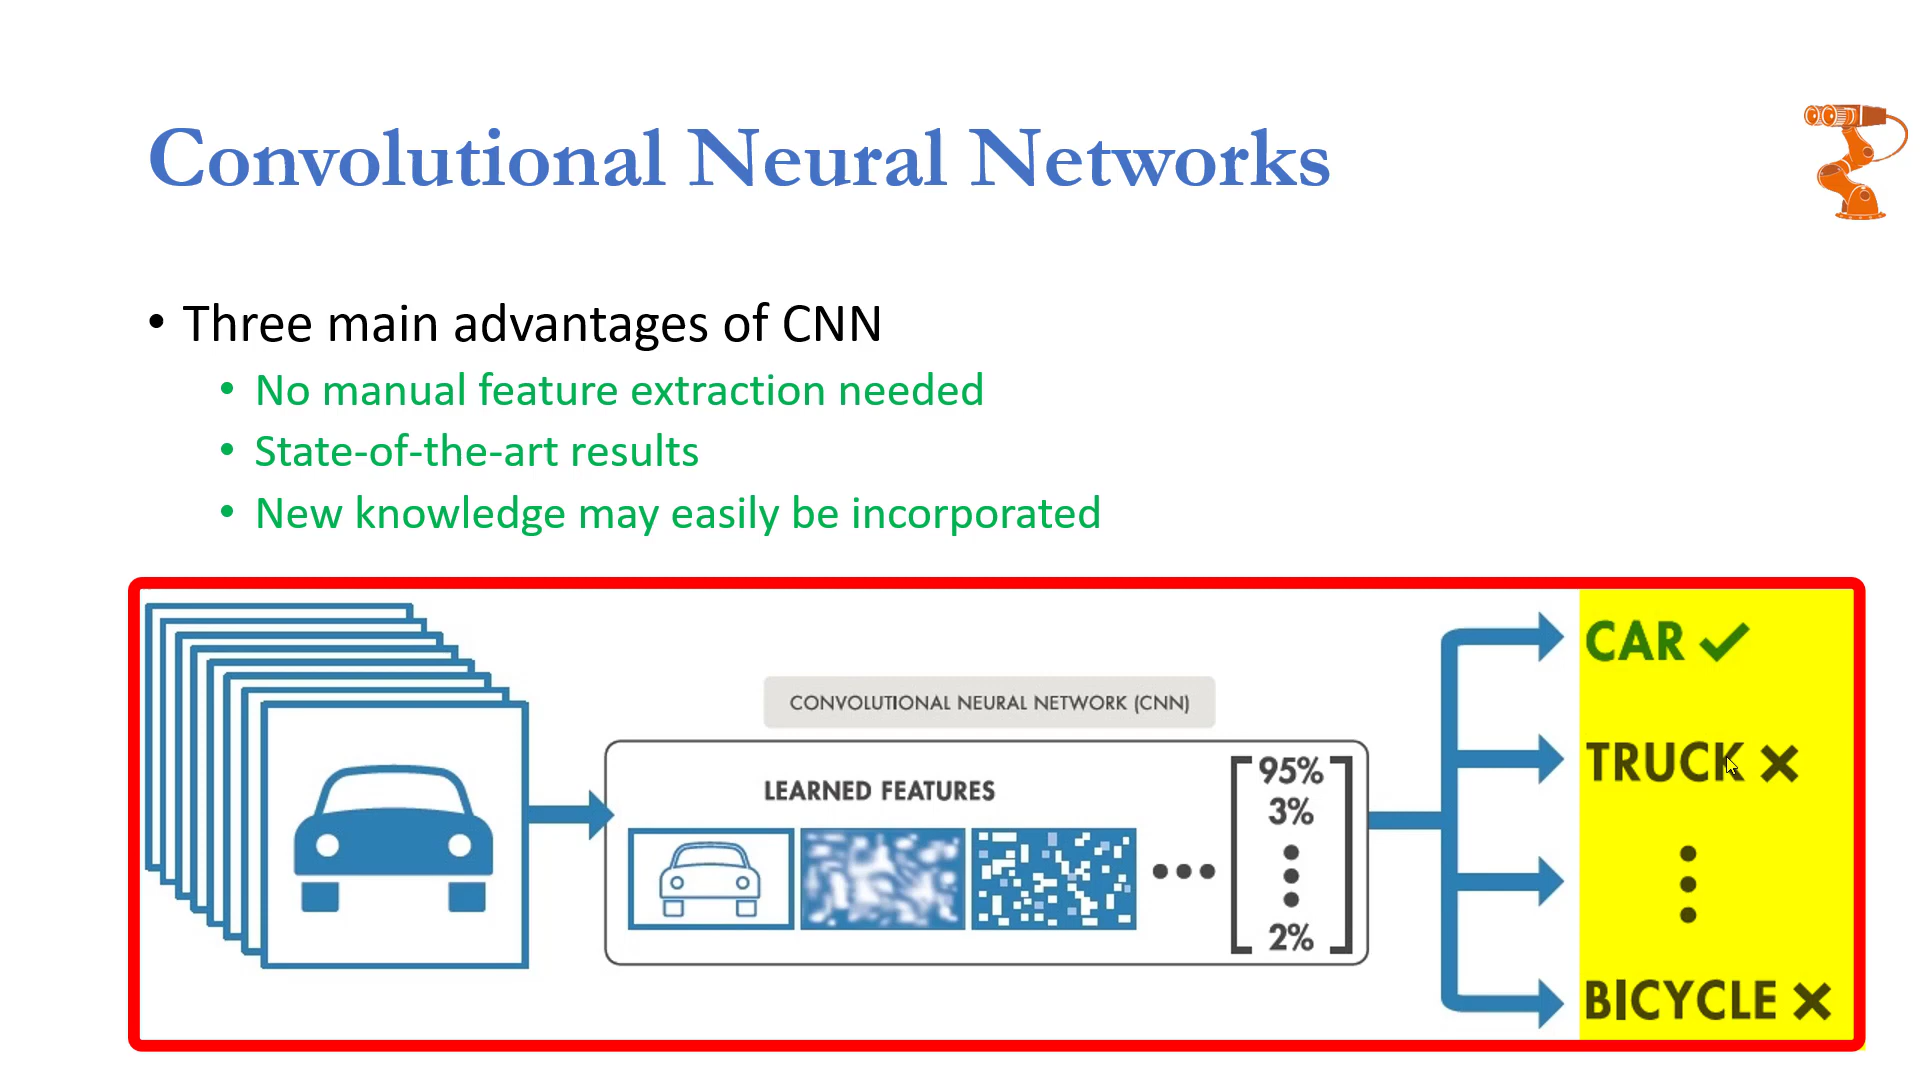 Convolutional Neural Networks
• Three main advantages of CNN
• No manual feature extraction needed
• State-of-the-art results
• New knowledge may easily be incorporated
CONVOLUTIONAL NEURAL NETWORK (CNN)
LEARNED FEATURES
95%
3%
2%
CAR
TRUCK
BICYCLE